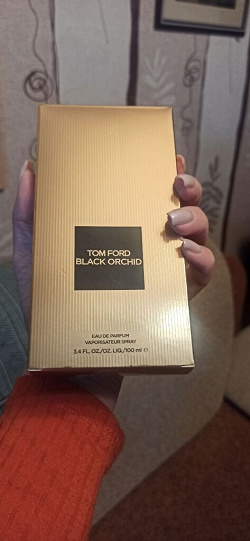 TOM FORD
BLACK ORCHID
EAU DE PARFUM
VAPORISATEUR SPRAY
3.4 FL. OZ./OZ. LIQ./100 ml ℮